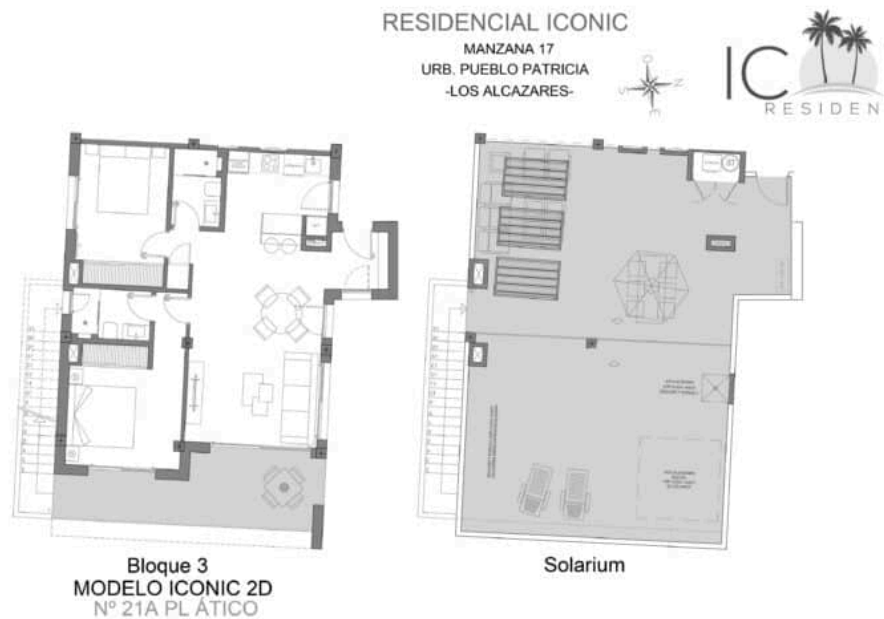 RESIDENCIAL ICONIC
MANZANA 17
URB. PUEBLO PATRICIA
-LOS ALCAZARES-
O
N
S
E
IC
RESIDEN
Bloque 3
MODELO ICONIC 2D
Nº 21A PL ÁTICO
Solarium